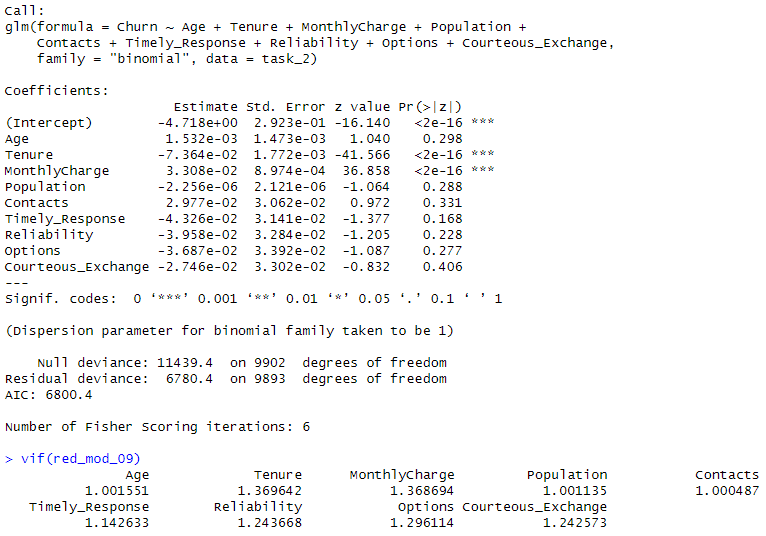 Call:
glm(formula = Churn ~ Age + Tenure + MonthlyCharge + Population +
    Contacts + Timely_Response + Reliability + Options + Courteous_Exchange,
    family = "binomial", data = task_2)

Coefficients:
                     Estimate Std. Error z value Pr(>|z|)
(Intercept)        -4.718e+00  2.923e-01 -16.140   <2e-16 ***
Age                 1.532e-03  1.473e-03   1.040    0.298
Tenure             -7.364e-02  1.772e-03 -41.566   <2e-16 ***
MonthlyCharge       3.308e-02  8.974e-04  36.858   <2e-16 ***
Population         -2.256e-06  2.121e-06  -1.064    0.288
Contacts            2.977e-02  3.062e-02   0.972    0.331
Timely_Response    -4.326e-02  3.141e-02  -1.377    0.168
Reliability        -3.958e-02  3.284e-02  -1.205    0.228
Options            -3.687e-02  3.392e-02  -1.087    0.277
Courteous_Exchange -2.746e-02  3.302e-02  -0.832    0.406
---
Signif. codes:  0 ‘***’ 0.001 ‘**’ 0.01 ‘*’ 0.05 ‘.’ 0.1 ‘ ’ 1

(Dispersion parameter for binomial family taken to be 1)

    Null deviance: 11439.4  on 9902  degrees of freedom
Residual deviance:  6780.4  on 9893  degrees of freedom
AIC: 6800.4

Number of Fisher Scoring iterations: 6

> vif(red_mod_09)
               Age             Tenure      MonthlyCharge         Population           Contacts
          1.001551           1.369642           1.368694           1.001135           1.000487
   Timely_Response        Reliability            Options Courteous_Exchange
          1.142633           1.243668           1.296114           1.242573